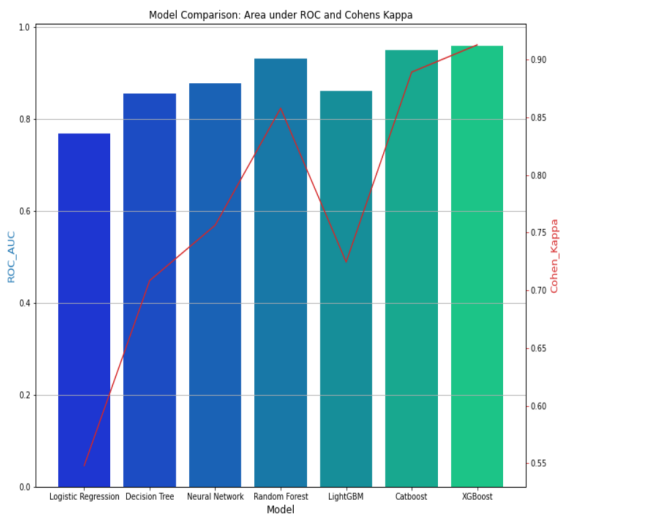 Model Comparison: Area under ROC and Cohens Kappa
1.0
0.8
0.6
0.4
0.2
0.0
ROC_AUC
0.90
0.85
0.80
0.75
0.70
0.65
0.60
0.55
Cohen_Kappa
Logistic Regression Decision Tree Neural Network Random Forest LightGBM Catboost XGBoost
Model